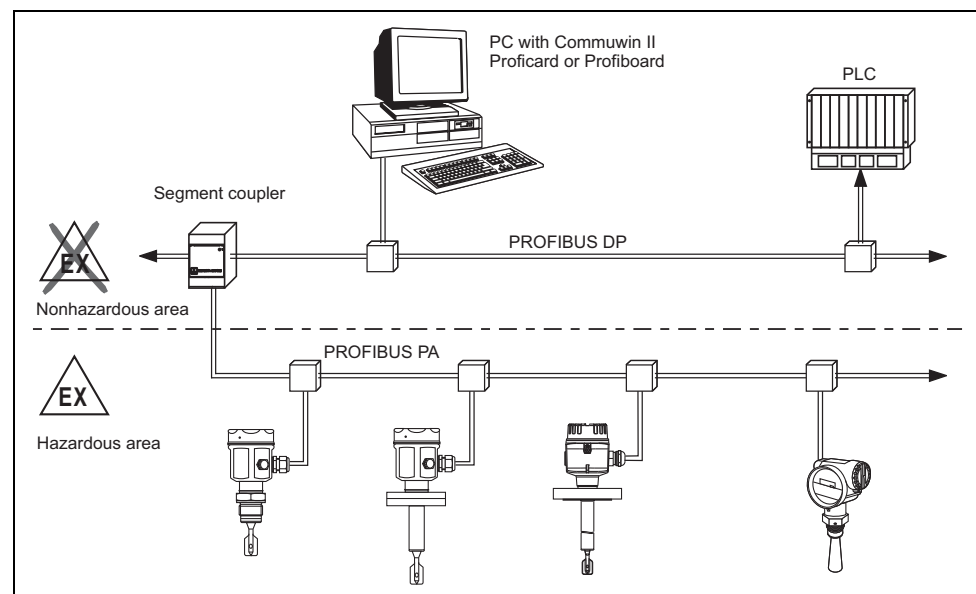 PC with Commuwin II
Proficard or Profiboard
PLC
Segment coupler
PROFIBUS DP
EX
Nonhazardous area
PROFIBUS PA
EX
Hazardous area